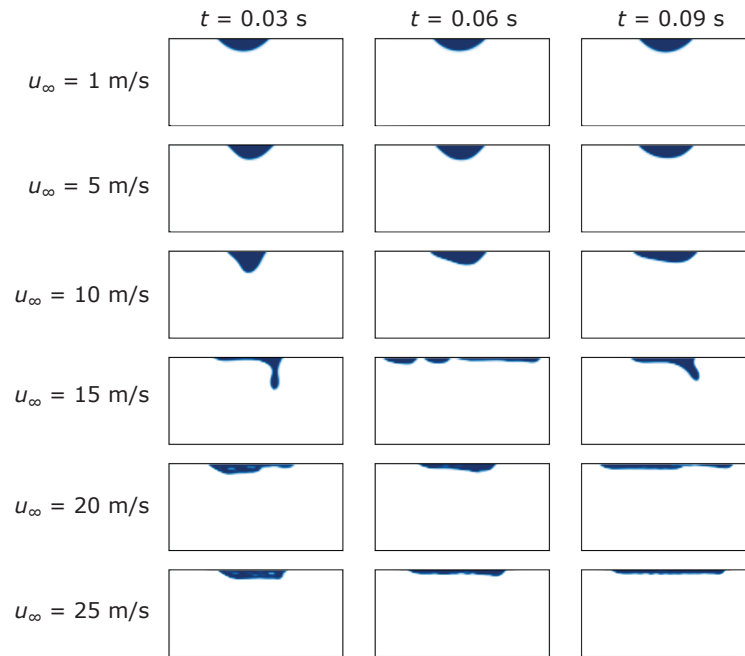 t = 0.03 s t = 0.06 s t = 0.09 s
u∞ = 1 m/s
u∞ = 5 m/s
u∞ = 10 m/s
u∞ = 15 m/s
u∞ = 20 m/s
u∞ = 25 m/s